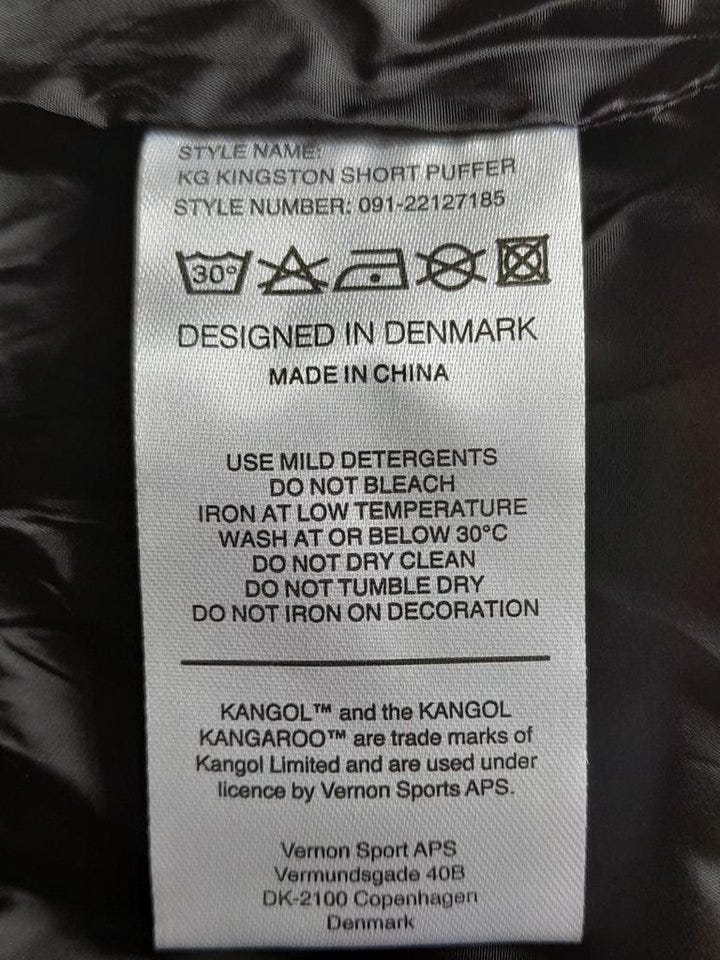 STYLE NAME:
KG KINGSTON SHORT PUFFER
STYLE NUMBER: 091-22127185
30°
DESIGNED IN DENMARK
MADE IN CHINA
USE MILD DETERGENTS
DO NOT BLEACH
IRON AT LOW TEMPERATURE
WASH AT OR BELOW 30°C
DO NOT DRY CLEAN
DO NOT TUMBLE DRY
DO NOT IRON ON DECORATION
KANGOL™ and the KANGOL
KANGAROO™ are trade marks of
Kangol Limited and are used under
licence by Vernon Sports APS.
Vernon Sport APS
Vermundsgade 40B
DK-2100 Copenhagen
Denmark